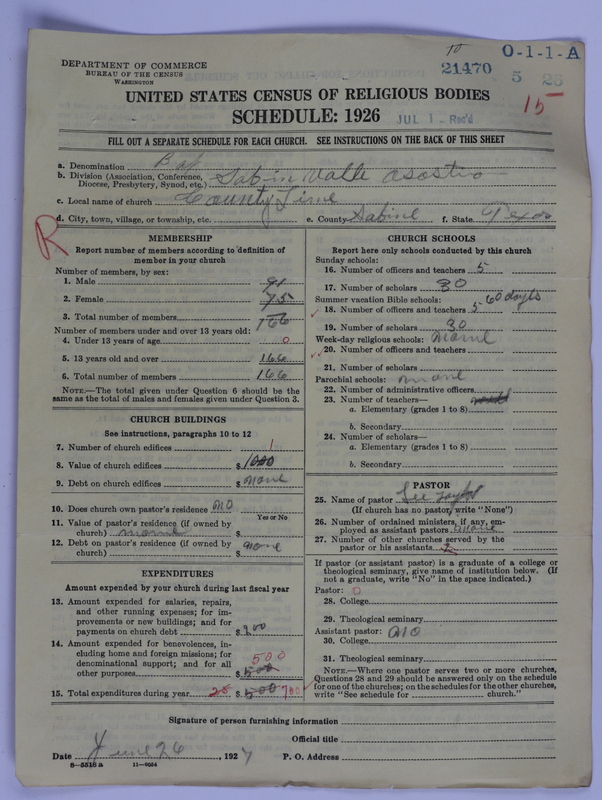 DEPARTMENT OF COMMERCE
BUREAU OF THE CENSUS
WASHINGTON
10
21470
O-1-1-A
5 26
15
UNITED STATES CENSUS OF RELIGIOUS BODIES
SCHEDULE: 1926
JUL 1 - Rec'd
FILL OUT A SEPARATE SCHEDULE FOR EACH CHURCH. SEE INSTRUCTIONS ON THE BACK OF THIS SHEET
a. Denomination Bap
b. Division (Association, Conference, Diocese, Presbytery, Synod, etc.) Sabin Valle
c. Local name of church County Line
d. City, town, village, or township, etc. e. County Sabine f. State Texas
R
MEMBERSHIP
Report number of members according to definition of
member in your church
Number of members, by sex:
1. Male 91
2. Female 75
3. Total number of members 166
Number of members under and over 13 years old:
4. Under 13 years of age 0
5. 13 years old and over 166
6. Total number of members 166
NOTE.—The total given under Question 6 should be
same as the total of males and females given under Question 3.
CHURCH BUILDINGS
See instructions, paragraphs 10 to 12
7. Number of church edifices 1
8. Value of church edifices $ 1000
9. Debt on church edifices $ None
10. Does church own pastor's residence No
Yes or No
11. Value of pastor's residence (if owned by
church) $
12. Debt on pastor's residence (if owned by
church) $ None
EXPENDITURES
Amount expended by your church during last fiscal year
13. Amount expended for salaries, repairs,
and other running expenses; for im-
provements or new buildings; and for
payments on church debt $ 200
14. Amount expended for benevolences, in-
cluding home and foreign missions; for
denominational support; and for all
other purposes $ 500
500
15. Total expenditures during year 25 $ 500 700
CHURCH SCHOOLS
Report here only schools conducted by this church
Sunday schools:
16. Number of officers and teachers 5
17. Number of scholars 30
Summer vacation Bible schools: 60 days
18. Number of officers and teachers 5
19. Number of scholars 30
Week-day religious schools:
20. Number of officers and teachers
21. Number of scholars
Parochial schools:
22. Number of administrative officers
23. Number of teachers—
a. Elementary (grades 1 to 8)
b. Secondary
24. Number of scholars—
a. Elementary (grades 1 to 8)
b. Secondary
PASTOR
25. Name of pastor
(If church has no pastor, write "None")
26. Number of ordained ministers, if any, em-
ployed as assistant pastors None
27. Number of other churches served by the
pastor or his assistants 2
If pastor (or assistant pastor) is a graduate of a college or
theological seminary, give name of institution below. (If
not a graduate, write "No" in the space indicated.)
Pastor: 0
28. College
29. Theological seminary
Assistant pastor: No
30. College
31. Theological seminary
NOTE.—Where one pastor serves two or more churches,
Questions 28 and 29 should be answered only on the schedule
for one of the churches; on the schedules for the other churches,
write "See schedule for church."
Signature of person furnishing information
Official title
Date June 26, 1927 P. O. Address
8—5518 a 11—9064